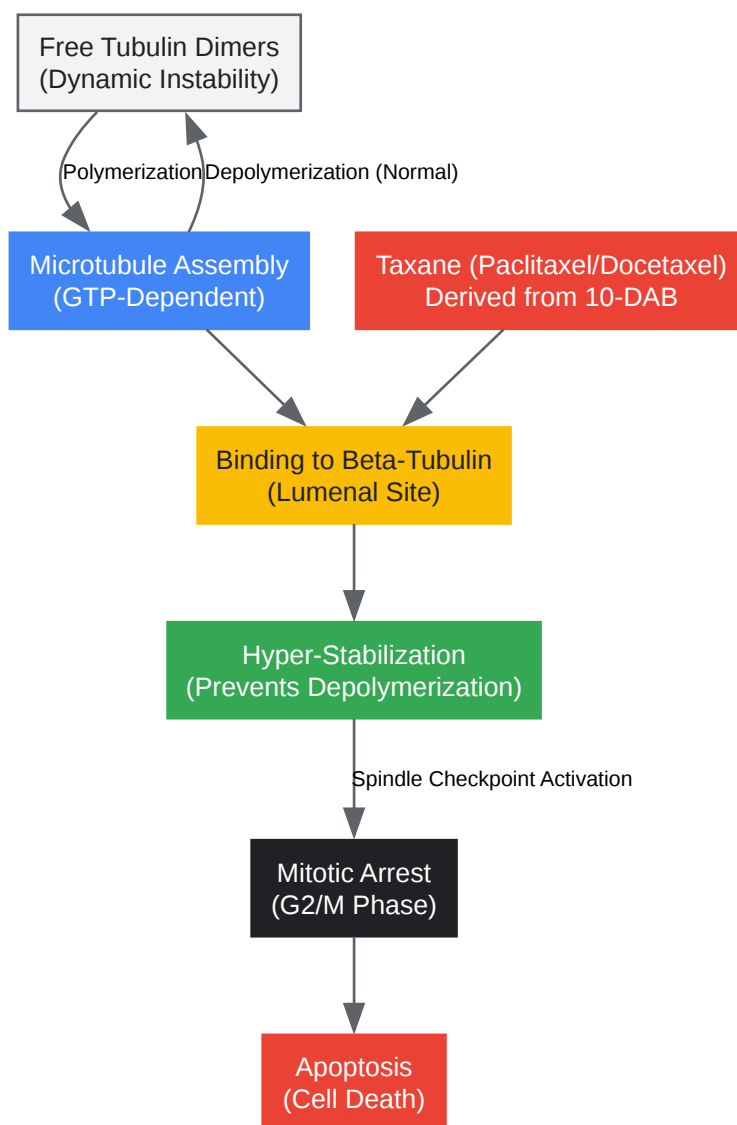 Free Tubulin Dimers
(Dynamic Instability)
Polymerization
Depolymerization (Normal)
Microtubule Assembly
(GTP-Dependent)
Taxane (Paclitaxel/Docetaxel)
Derived from 10-DAB
Binding to Beta-Tubulin
(Lumenal Site)
Hyper-Stabilization
(Prevents Depolymerization)
Spindle Checkpoint Activation
Mitotic Arrest
(G2/M Phase)
Apoptosis
(Cell Death)